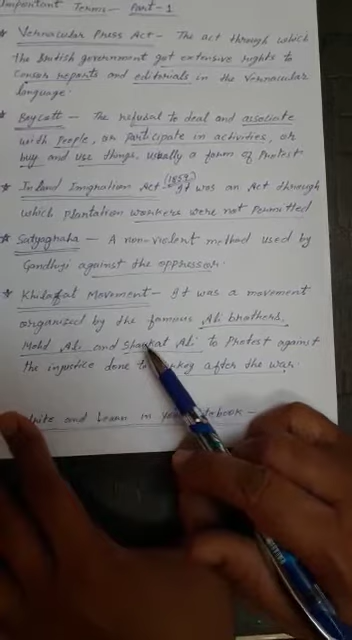 Important Terms - Part-1
★ Vernacular Press Act - The act through which
the British government got extensive rights to
Censor reports and editorials in the Vernacular
language.
★ Boycott - The refusal to deal and associate
with People, or participate in activities, or
buy and use things, usually a form of Protest.
★ Inland Imigration Act - (1859) It was an Act through
which plantation workers were not Permitted
★ Satyagraha - A non-violent method used by
Gandhiji against the oppressor.
★ Khilafat Movement - It was a movement
organised by the famous Ali brothers.
Mohd Ali and Shaukat Ali to Protest against
the injustice done to Turkey after the war.
Write and Learn in your notebook -